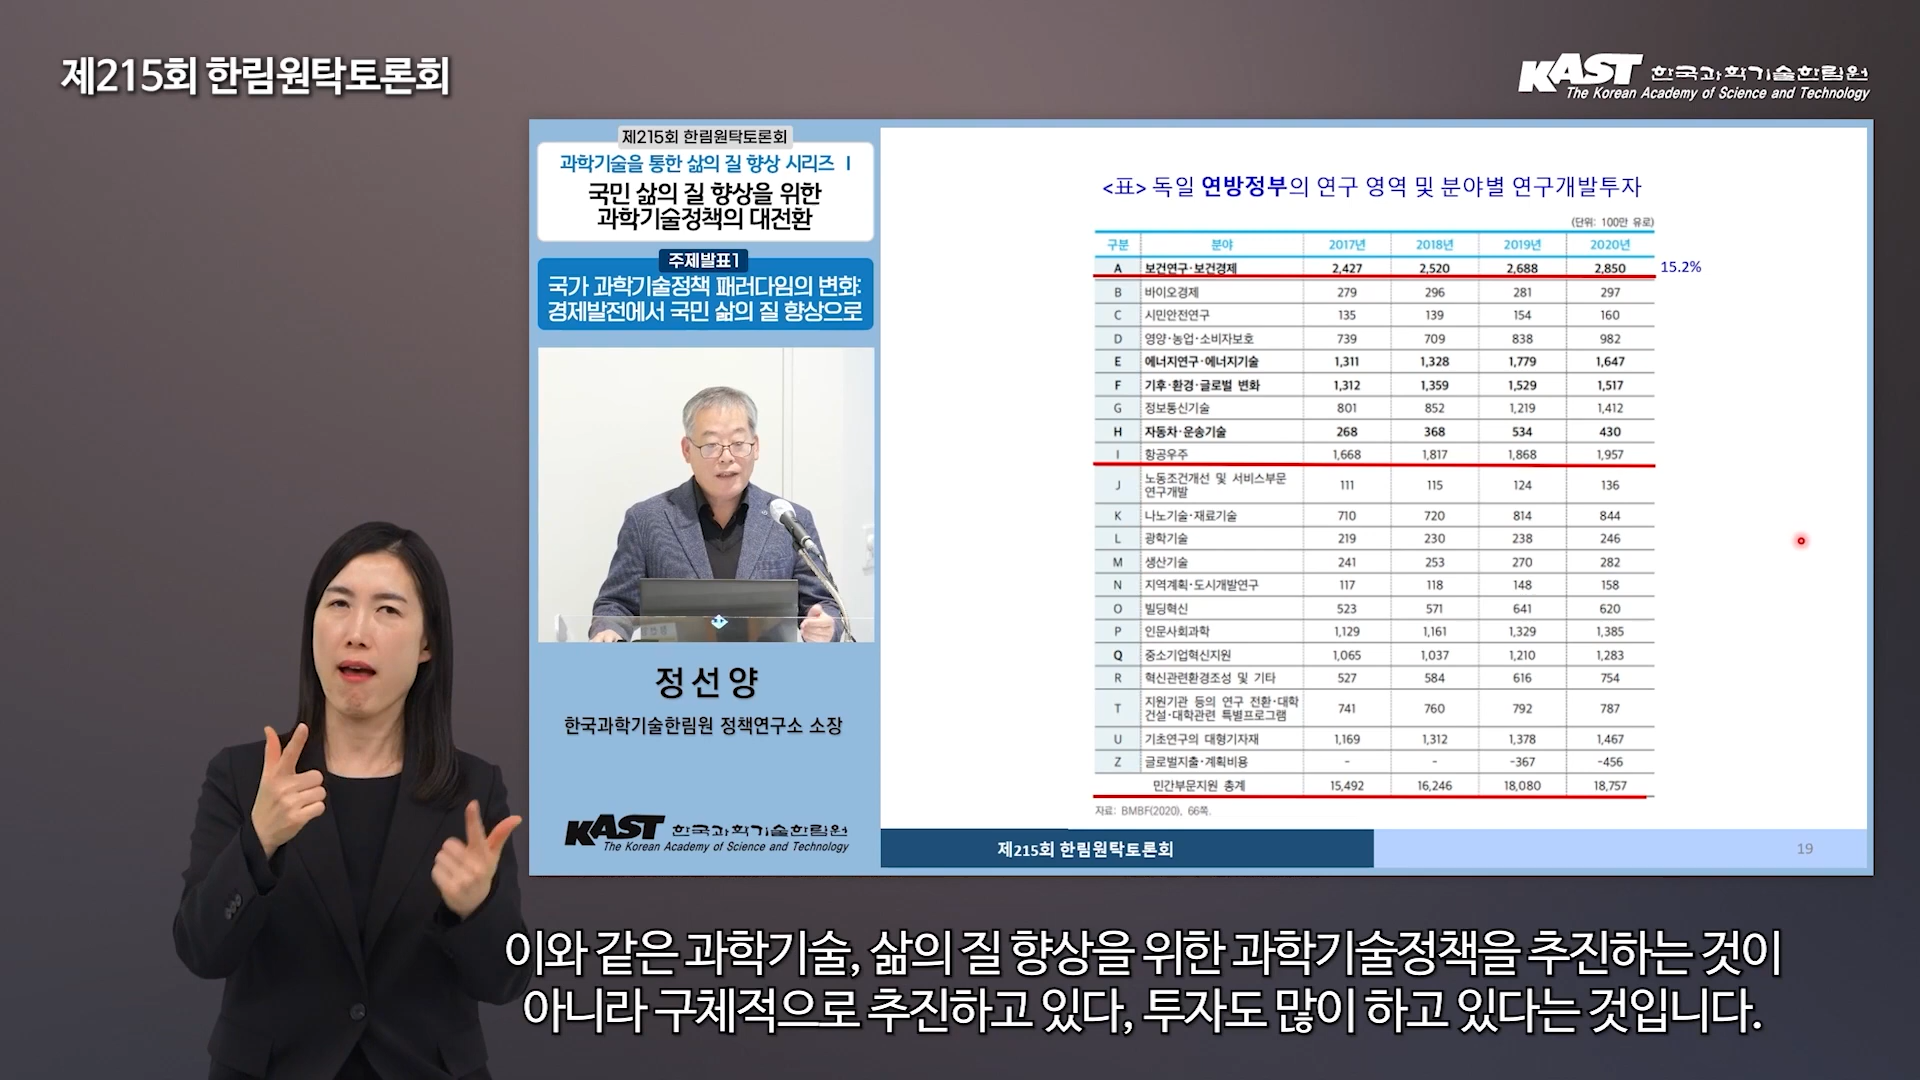 제215회 한림원탁토론회
KAST 한국과학기술한림원
The Korean Academy of Science and Technology
제215회 한림원탁토론회
과학기술을 통한 삶의 질 향상 시리즈 Ⅰ
국민 삶의 질 향상을 위한
과학기술정책의 대전환
주제발표1
국가 과학기술정책 패러다임의 변화:
경제발전에서 국민 삶의 질 향상으로
정선양
한국과학기술한림원 정책연구소 소장
KAST 한국과학기술한림원
The Korean Academy of Science and Technology
<표> 독일 연방정부의 연구 영역 및 분야별 연구개발투자
(단위: 100만 유로)
구분 분야 2017년 2018년 2019년 2020년
A 보건연구·보건경제 2,427 2,520 2,688 2,850 15.2%
B 바이오경제 279 296 281 297
C 시민안전연구 135 139 154 160
D 영양·농업·소비자보호 739 709 838 982
E 에너지연구·에너지기술 1,311 1,328 1,779 1,647
F 기후·환경·글로벌 변화 1,312 1,359 1,529 1,517
G 정보통신기술 801 852 1,219 1,412
H 자동차·운송기술 268 368 534 430
I 항공우주 1,668 1,817 1,868 1,957
J 노동조건개선 및 서비스부문
연구개발 111 115 124 136
K 나노기술·재료기술 710 720 814 844
L 광학기술 219 230 238 246
M 생산기술 241 253 270 282
N 지역계획·도시개발연구 117 118 148 158
O 빌딩혁신 523 571 641 620
P 인문사회과학 1,129 1,161 1,329 1,385
Q 중소기업혁신지원 1,065 1,037 1,210 1,283
R 혁신관련환경조성 및 기타 527 584 616 754
T 지원기관 등의 연구 전환·대학
건설·대학관련 특별프로그램 741 760 792 787
U 기초연구의 대형기자재 1,169 1,312 1,378 1,467
Z 글로벌지출·계획비용 - - -367 -456
민간부문지원 총계 15,492 16,246 18,080 18,757
자료: BMBF(2020), 66쪽.
제215회 한림원탁토론회
19
이와 같은 과학기술, 삶의 질 향상을 위한 과학기술정책을 추진하는 것이
아니라 구체적으로 추진하고 있다, 투자도 많이 하고 있다는 것입니다.